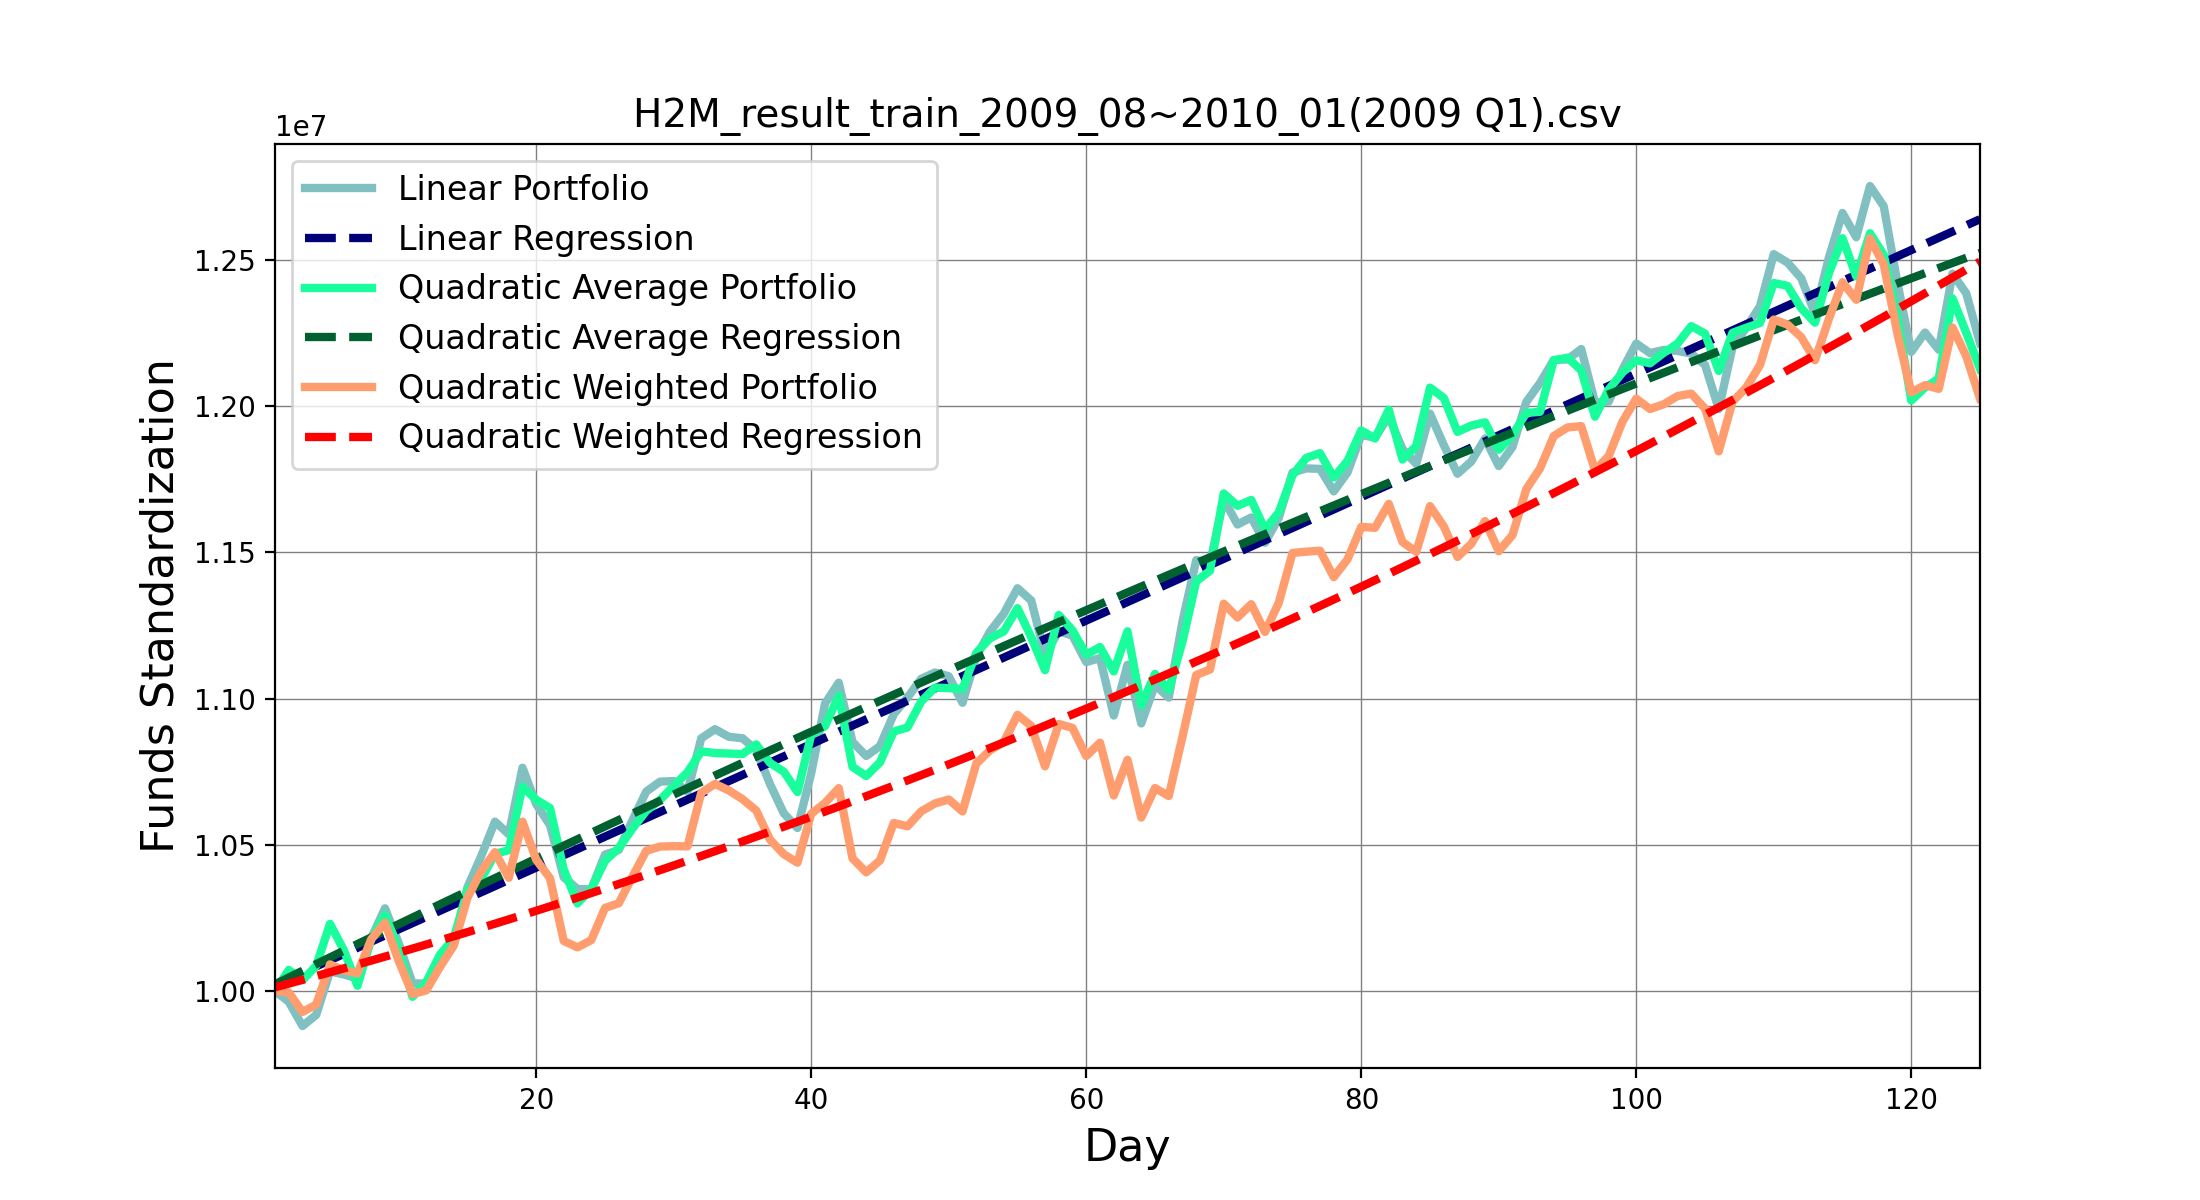 H2M_result_train_2009_08~2010_01(2009 Q1).csv
1e7
Linear Portfolio
Linear Regression
Quadratic Average Portfolio
Quadratic Average Regression
Quadratic Weighted Portfolio
Quadratic Weighted Regression
Funds Standardization
1.25
1.20
1.15
1.10
1.05
1.00
20 40 60 80 100 120
Day